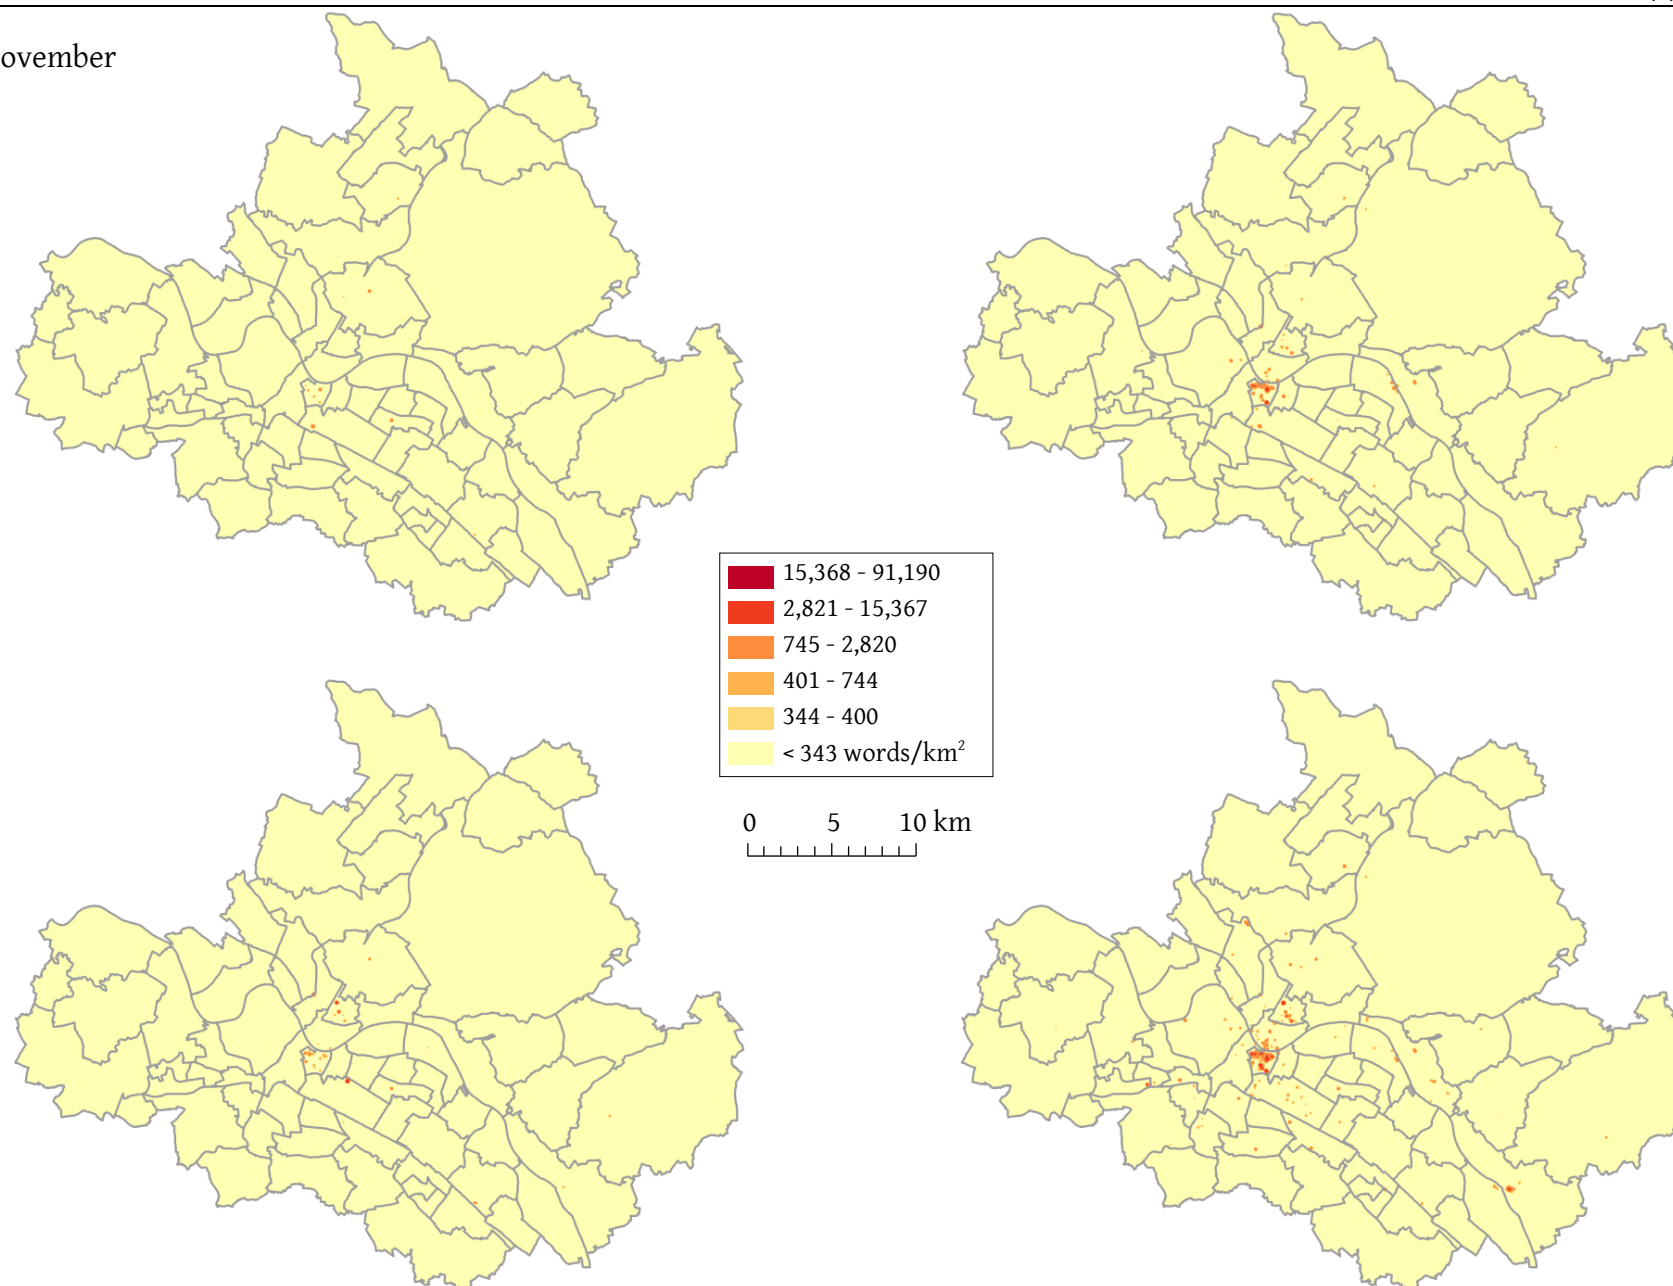 ovember
15,368 - 91,190
2,821 - 15,367
745 - 2,820
401 - 744
344 - 400
< 343 words/km²
0 5 10 km